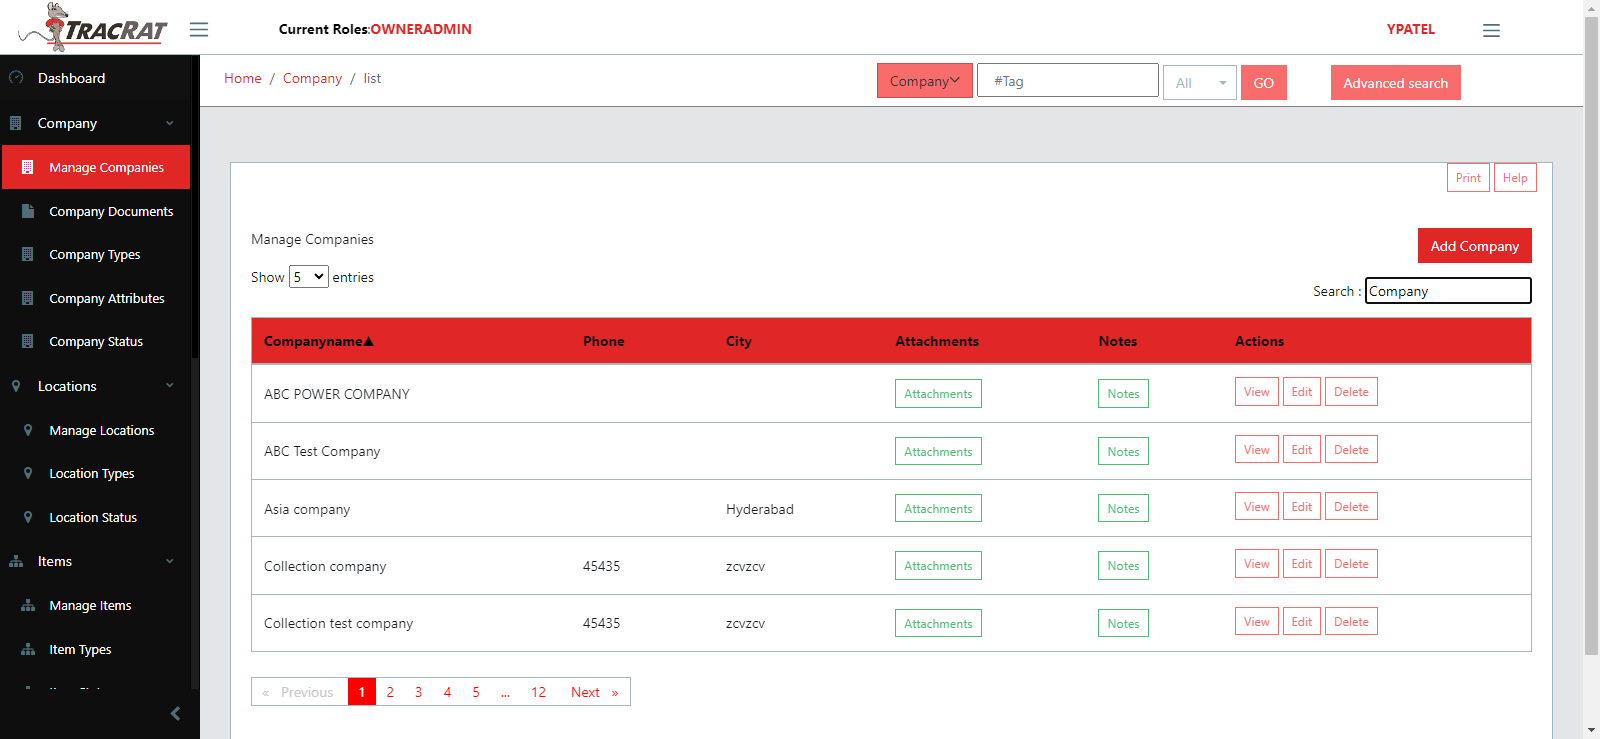 TRACRAT
Current Roles:OWNERADMIN
YPATEL
Dashboard
Company
Manage Companies
Company Documents
Company Types
Company Attributes
Company Status
Locations
Manage Locations
Location Types
Location Status
Items
Manage Items
Item Types
Home / Company / list
Company #Tag All GO Advanced search
Print Help
Manage Companies
Add Company
Show 5 entries
Search : Company
Companyname▲ Phone City Attachments Notes Actions
ABC POWER COMPANY Attachments Notes View Edit Delete
ABC Test Company Attachments Notes View Edit Delete
Asia company Hyderabad Attachments Notes View Edit Delete
Collection company 45435 zcvzcv Attachments Notes View Edit Delete
Collection test company 45435 zcvzcv Attachments Notes View Edit Delete
« Previous 1 2 3 4 5 ... 12 Next »